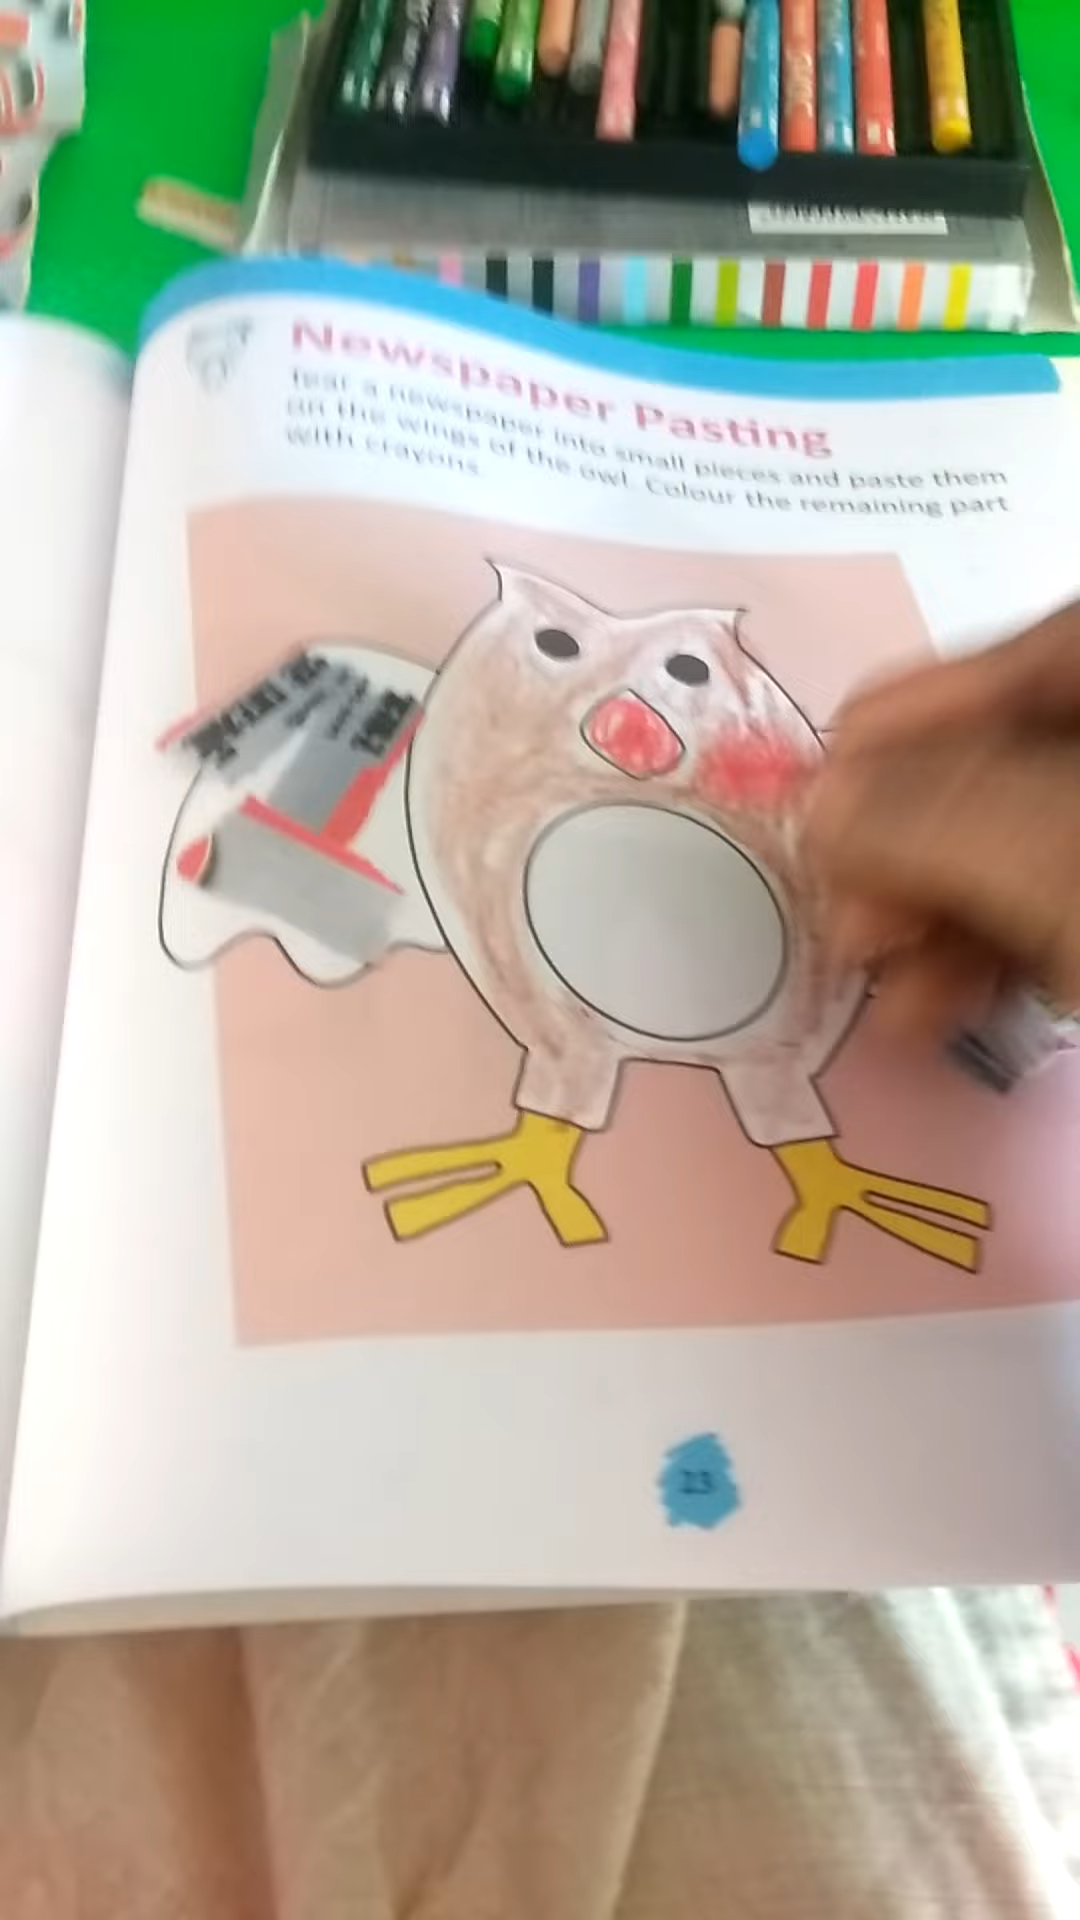 Newspaper Pasting
Tear a newspaper into small pieces and paste them
on the wings of the owl. Colour the remaining part
with crayons.
23